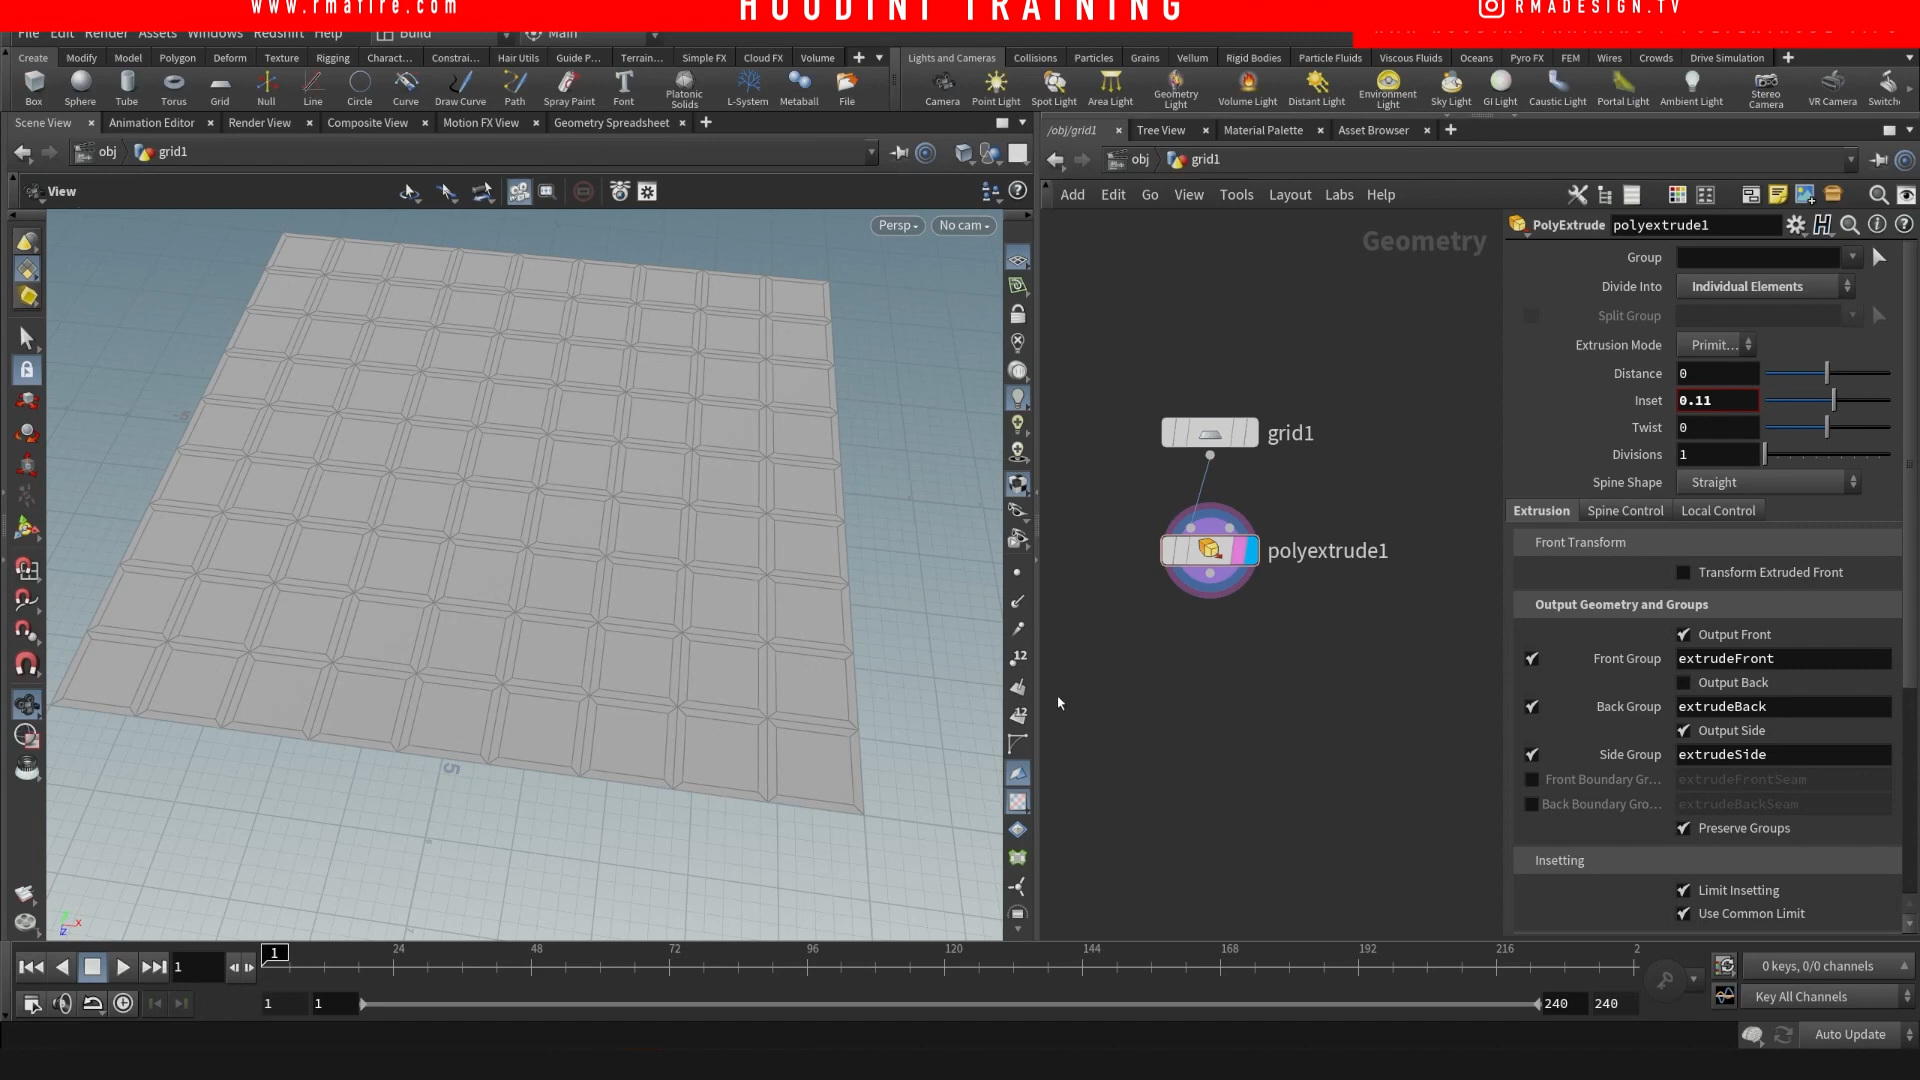 www.rmafire.com
HOUDINI TRAINING
RMADESIGN.TV
File Edit Render Assets Windows Redshift Help
Build
Main
Create Modify Model Polygon Deform Texture Rigging Charact... Constrai... Hair Utils Guide P... Terrain... Simple FX Cloud FX Volume
Lights and Cameras Collisions Particles Grains Vellum Rigid Bodies Particle Fluids Viscous Fluids Oceans Pyro FX FEM Wires Crowds Drive Simulation
Box Sphere Tube Torus Grid Null Line Circle Curve Draw Curve Path Spray Paint Font Platonic Solids L-System Metaball File
Camera Point Light Spot Light Area Light Geometry Light Volume Light Distant Light Environment Light Sky Light GI Light Caustic Light Portal Light Ambient Light Stereo Camera VR Camera Switch
Scene View Animation Editor Render View Composite View Motion FX View Geometry Spreadsheet
/obj/grid1 Tree View Material Palette Asset Browser
obj grid1
obj grid1
View
Add Edit Go View Tools Layout Labs Help
Persp
No cam
Geometry
PolyExtrude polyextrude1
Group
Divide Into Individual Elements
Split Group
Extrusion Mode Primit...
Distance 0
Inset 0.11
Twist 0
Divisions 1
Spine Shape Straight
Extrusion Spine Control Local Control
Front Transform
Transform Extruded Front
Output Geometry and Groups
Output Front
Front Group extrudeFront
Output Back
Back Group extrudeBack
Output Side
Side Group extrudeSide
Front Boundary Gr... extrudeFrontSeam
Back Boundary Gro... extrudeBackSeam
Preserve Groups
Insetting
Limit Insetting
Use Common Limit
grid1
polyextrude1
5
12
12
1 24 48 72 96 120 144 168 192 216 2
1
0 keys, 0/0 channels
1 1 240 240
Key All Channels
Auto Update